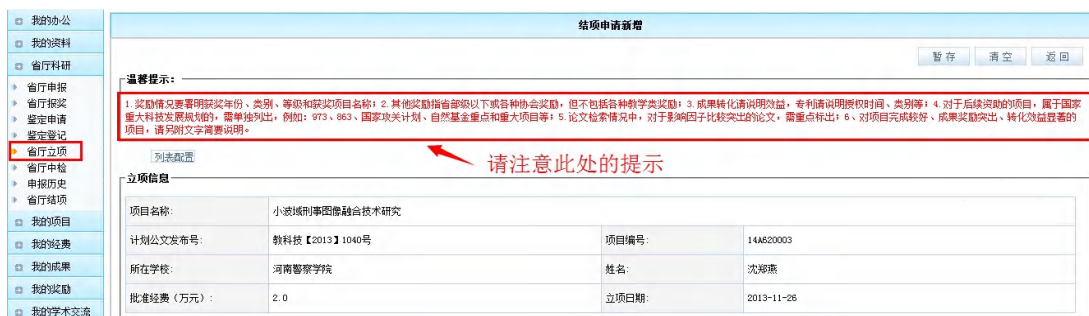 我的办公
我的资料
省厅科研
省厅申报
省厅报奖
鉴定申请
鉴定登记
省厅立项
省厅中检
申报历史
省厅结项
我的项目
我的经费
我的成果
我的奖励
我的学术交流
结项申请新增
暂存 清空 返回
温馨提示：
1.奖励情况要署明获奖年份、类别、等级和获奖项目名称；2.其他奖励指省部级以下或各种协会奖励，但不包括各种教学类奖励；3.成果转化请说明效益，专利请说明授权时间、类别等；4.对于后续资助的项目，属于国家
重大科技发展规划的，需单独列出，例如：973、863、国家攻关计划、自然基金重点和重大项目等；5.论文检索情况中，对于影响因子比较突出的论文，需重点标出；6、对项目完成较好、成果奖励突出、转化效益显著的
项目，请另附文字简要说明。
列表配置
请注意此处的提示
立项信息
项目名称: 小波域刑事图像融合技术研究
计划公文发布号: 教科技【2013】1040号 项目编号: 14A620003
所在学校: 河南警察学院 姓名: 沈郑燕
批准经费（万元）: 2.0 立项日期: 2013-11-26